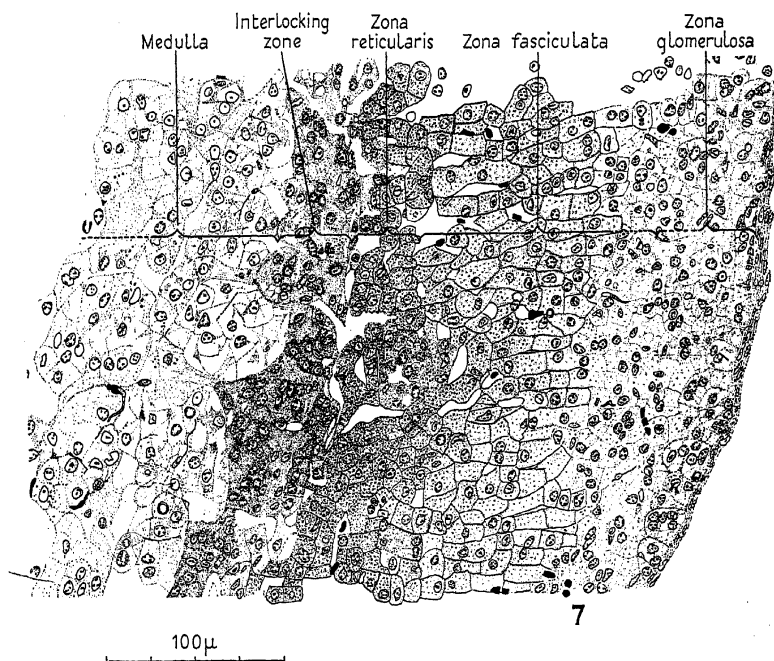 Medulla
Interlocking zone
Zona reticularis
Zona fasciculata
Zona glomerulosa
7
100µ